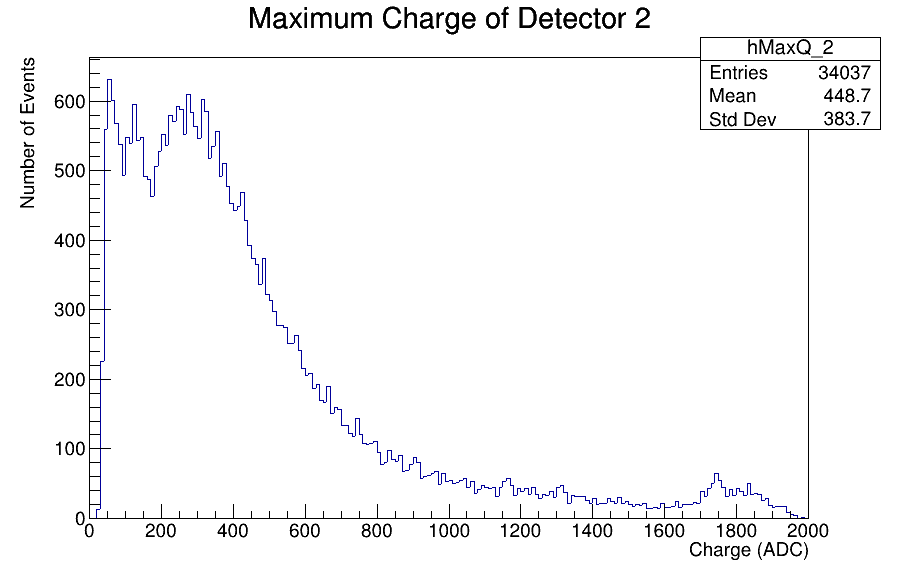 Maximum Charge of Detector 2
hMaxQ_2
Entries 34037
Mean 448.7
Std Dev 383.7
Number of Events
600
500
400
300
200
100
0
0 200 400 600 800 1000 1200 1400 1600 1800 2000
Charge (ADC)